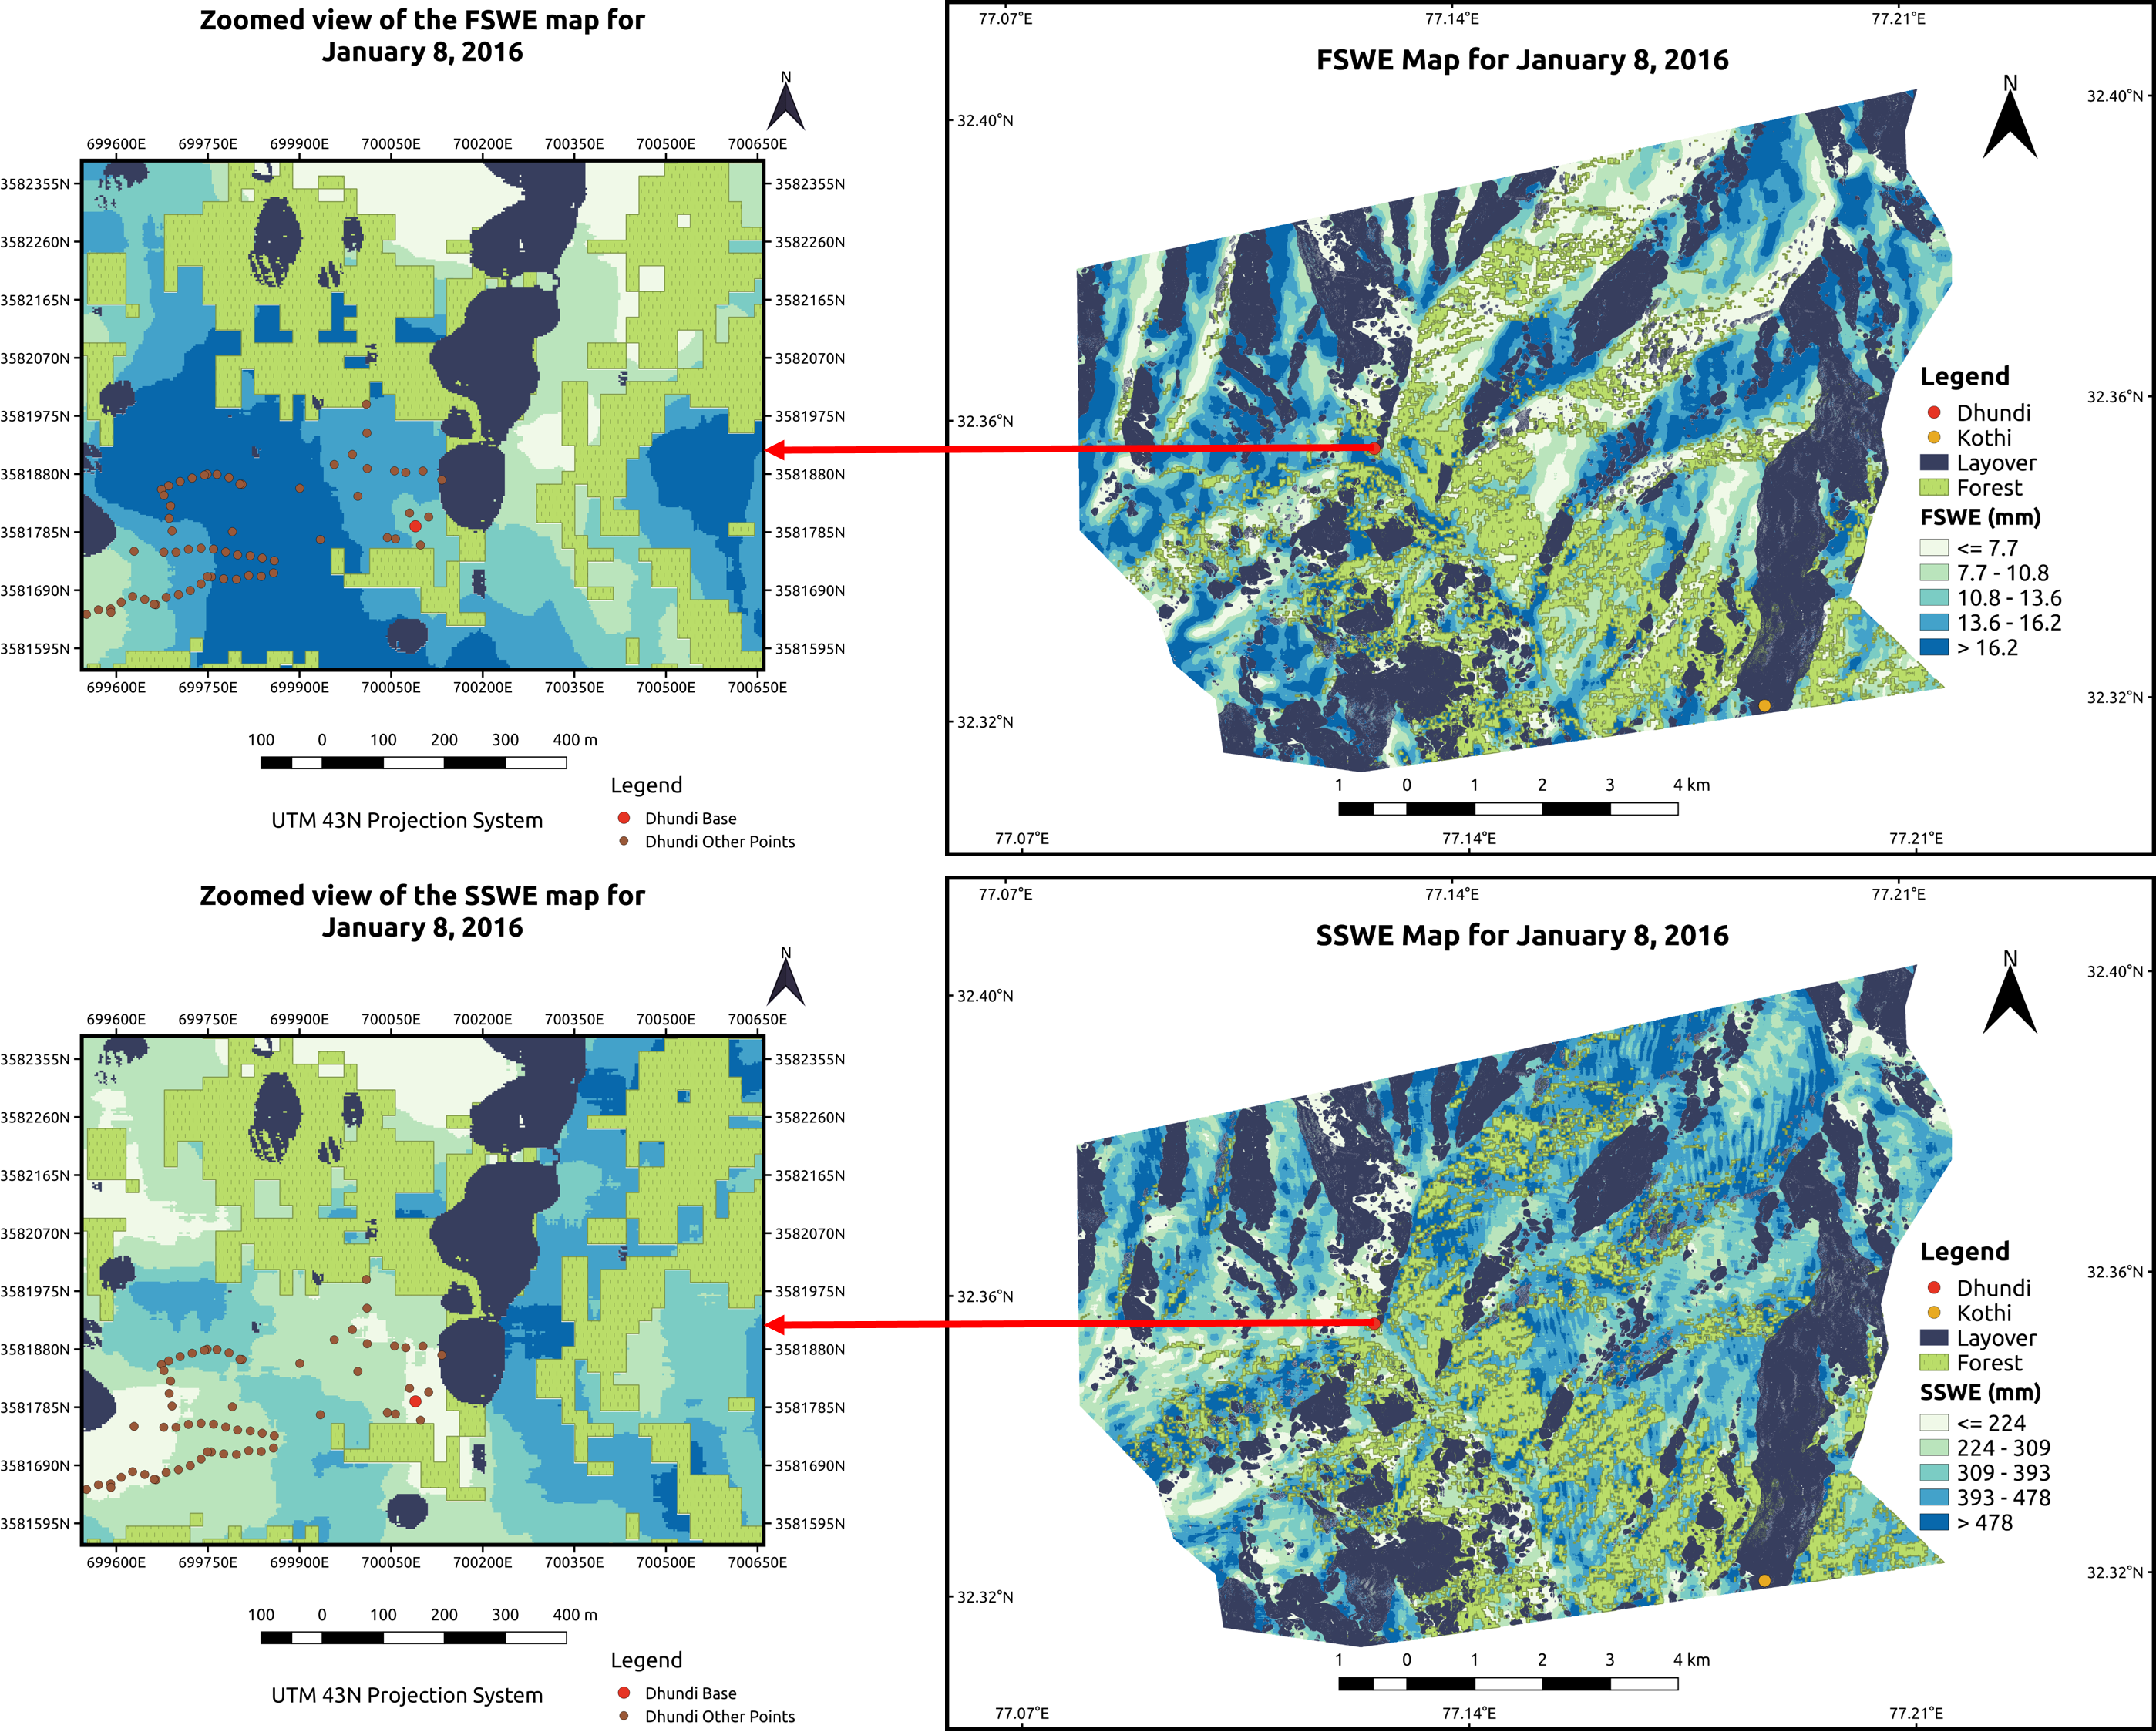 Zoomed view of the FSWE map for
January 8, 2016
N
699600E 699750E 699900E 700050E 700200E 700350E 700500E 700650E
3582355N 3582355N
3582260N 3582260N
3582165N 3582165N
3582070N 3582070N
3581975N 3581975N
3581880N 3581880N
3581785N 3581785N
3581690N 3581690N
3581595N 3581595N
699600E 699750E 699900E 700050E 700200E 700350E 700500E 700650E
100 0 100 200 300 400 m
UTM 43N Projection System
Legend
Dhundi Base
Dhundi Other Points
77.07°E 77.14°E 77.21°E
FSWE Map for January 8, 2016
N
32.40°N 32.40°N
32.36°N 32.36°N
32.32°N 32.32°N
Legend
Dhundi
Kothi
Layover
Forest
FSWE (mm)
<= 7.7
7.7 - 10.8
10.8 - 13.6
13.6 - 16.2
> 16.2
1 0 1 2 3 4 km
77.07°E 77.14°E 77.21°E
Zoomed view of the SSWE map for
January 8, 2016
N
699600E 699750E 699900E 700050E 700200E 700350E 700500E 700650E
3582355N 3582355N
3582260N 3582260N
3582165N 3582165N
3582070N 3582070N
3581975N 3581975N
3581880N 3581880N
3581785N 3581785N
3581690N 3581690N
3581595N 3581595N
699600E 699750E 699900E 700050E 700200E 700350E 700500E 700650E
100 0 100 200 300 400 m
UTM 43N Projection System
Legend
Dhundi Base
Dhundi Other Points
77.07°E 77.14°E 77.21°E
SSWE Map for January 8, 2016
N
32.40°N 32.40°N
32.36°N 32.36°N
32.32°N 32.32°N
Legend
Dhundi
Kothi
Layover
Forest
SSWE (mm)
<= 224
224 - 309
309 - 393
393 - 478
> 478
1 0 1 2 3 4 km
77.07°E 77.14°E 77.21°E